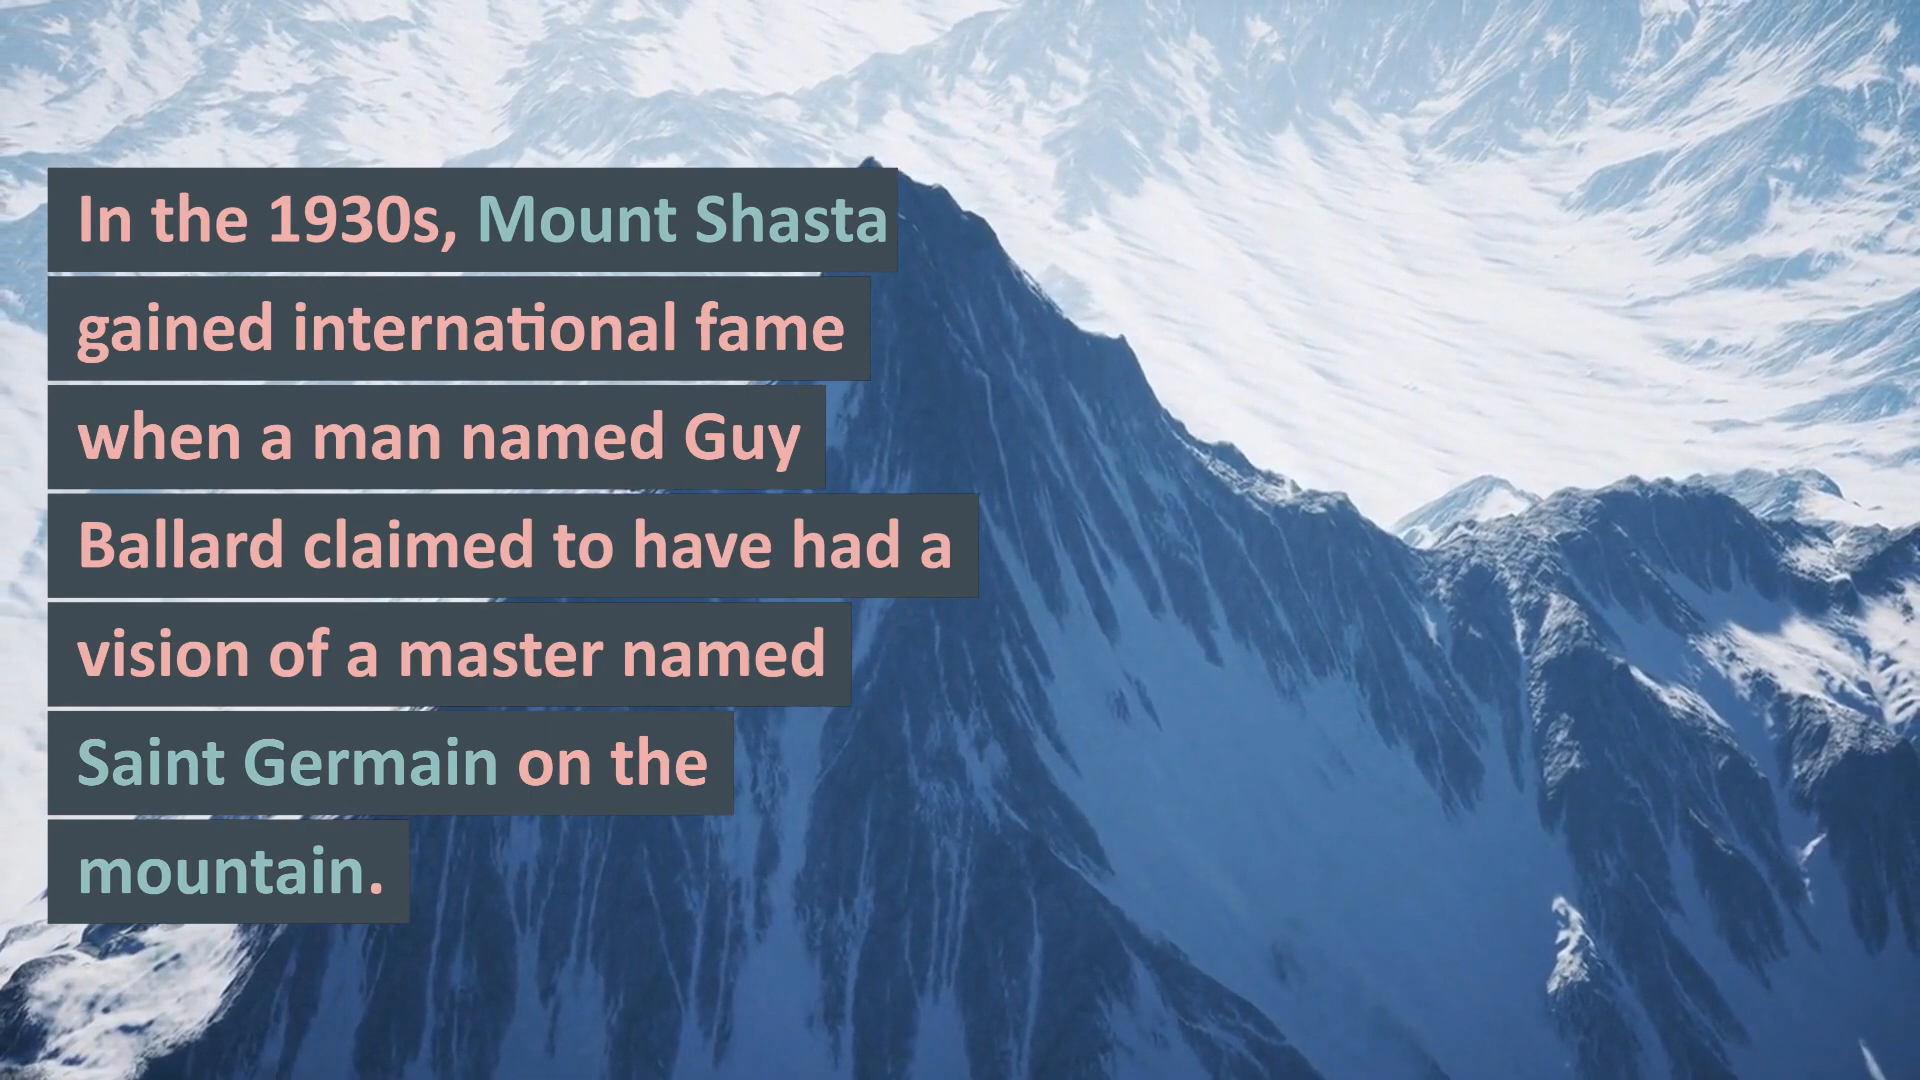 In the 1930s, Mount Shasta
gained international fame
when a man named Guy
Ballard claimed to have had a
vision of a master named
Saint Germain on the
mountain.